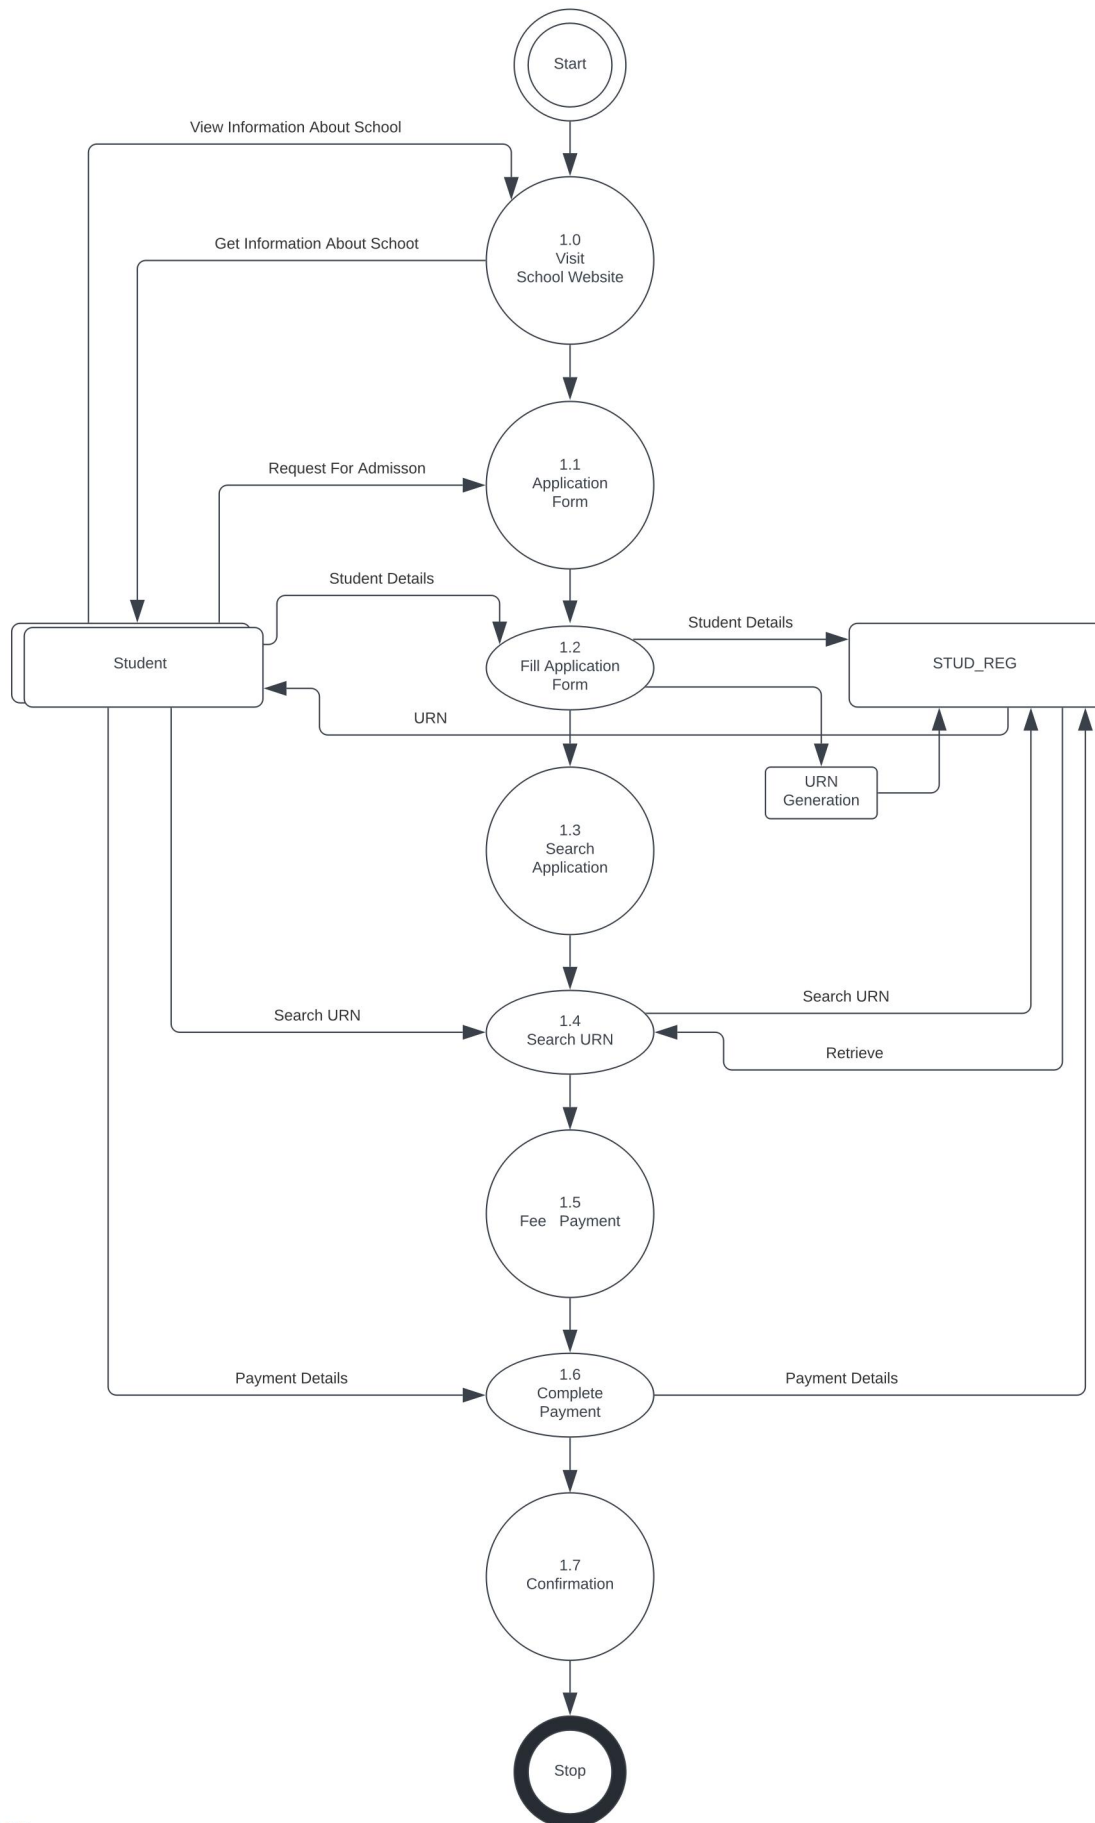 Start
View Information About School
Get Information About Schoot
1.0
Visit
School Website
Request For Admisson
1.1
Application
Form
Student Details
Student
1.2
Fill Application
Form
Student Details
STUD_REG
URN
URN
Generation
1.3
Search
Application
Search URN
1.4
Search URN
Search URN
Retrieve
1.5
Fee   Payment
Payment Details
1.6
Complete
Payment
Payment Details
1.7
Confirmation
Stop